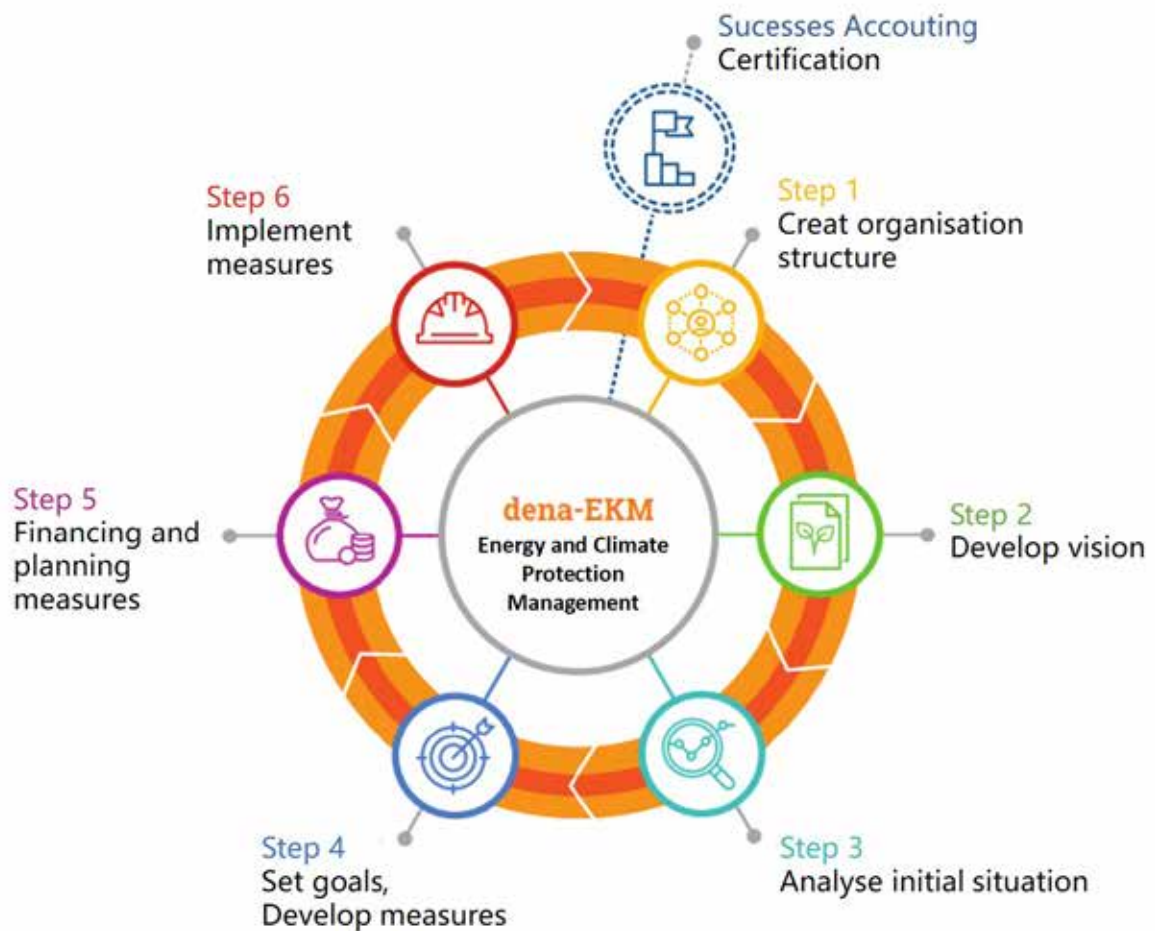 Sucesses Accouting
Certification
Step 1
Creat organisation
structure
Step 2
Develop vision
Step 3
Analyse initial situation
Step 4
Set goals,
Develop measures
Step 5
Financing and
planning
measures
Step 6
Implement
measures
dena-EKM
Energy and Climate
Protection
Management